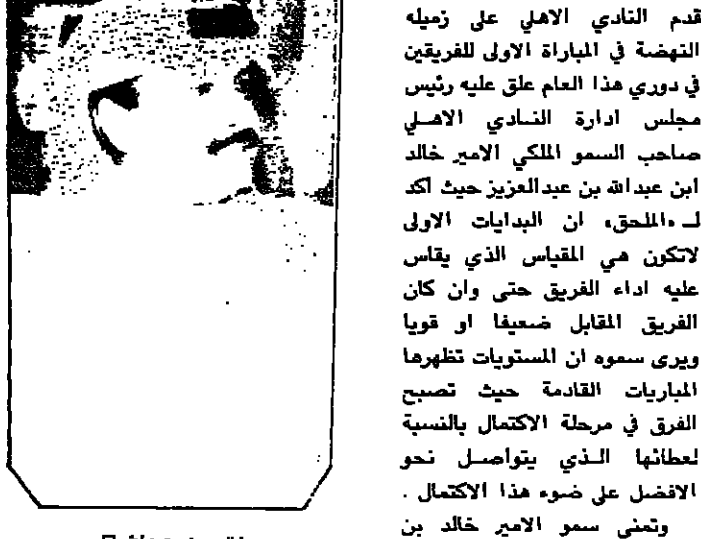 قدم النادي الاهلي على زميله
النهضة في المباراة الاولى للفريقين
في دوري هذا العام علق عليه رئيس
مجلس ادارة النادي الاهلي
صاحب السمو الملكي الامير خالد
ابن عبداله بن عبدالعزيز حيث اكد
لـ «الملحق» ان البدايات الاولى
لاتكون هي المقياس الذي يقاس
عليه اداء الفريق حتى وان كان
الفريق المقابل ضعيفا او قويا
ويرى سموه ان المستويات تظهرها
المباريات القادمة حيث تصبح
الفرق في مرحلة الاكتمال بالنسبة
لعطائها الذي يتواصل نحو
الافضل على ضوء هذا الاكتمال .
وتمنى سمو الامير خالد بن